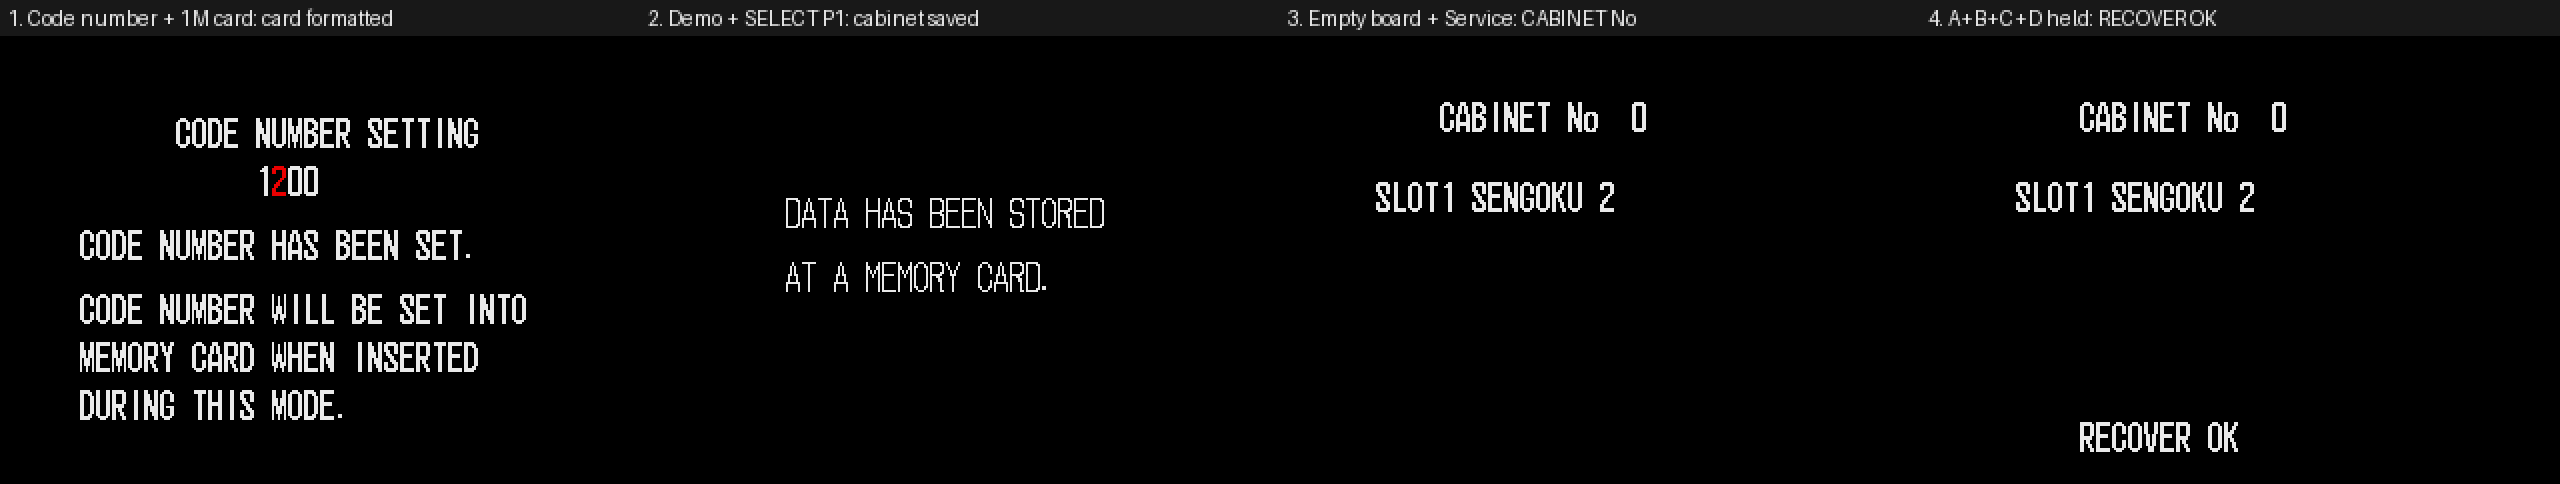 1. Code number + 1M card: card formatted
CODE NUMBER SETTING
1200
CODE NUMBER HAS BEEN SET.
CODE NUMBER WILL BE SET INTO
MEMORY CARD WHEN INSERTED
DURING THIS MODE.
2. Demo + SELECT P1: cabinet saved
DATA HAS BEEN STORED
AT A MEMORY CARD.
3. Empty board + Service: CABINET No
CABINET No 0
SLOT1 SENGOKU 2
4. A+B+C+D held: RECOVER OK
CABINET No 0
SLOT1 SENGOKU 2
RECOVER OK